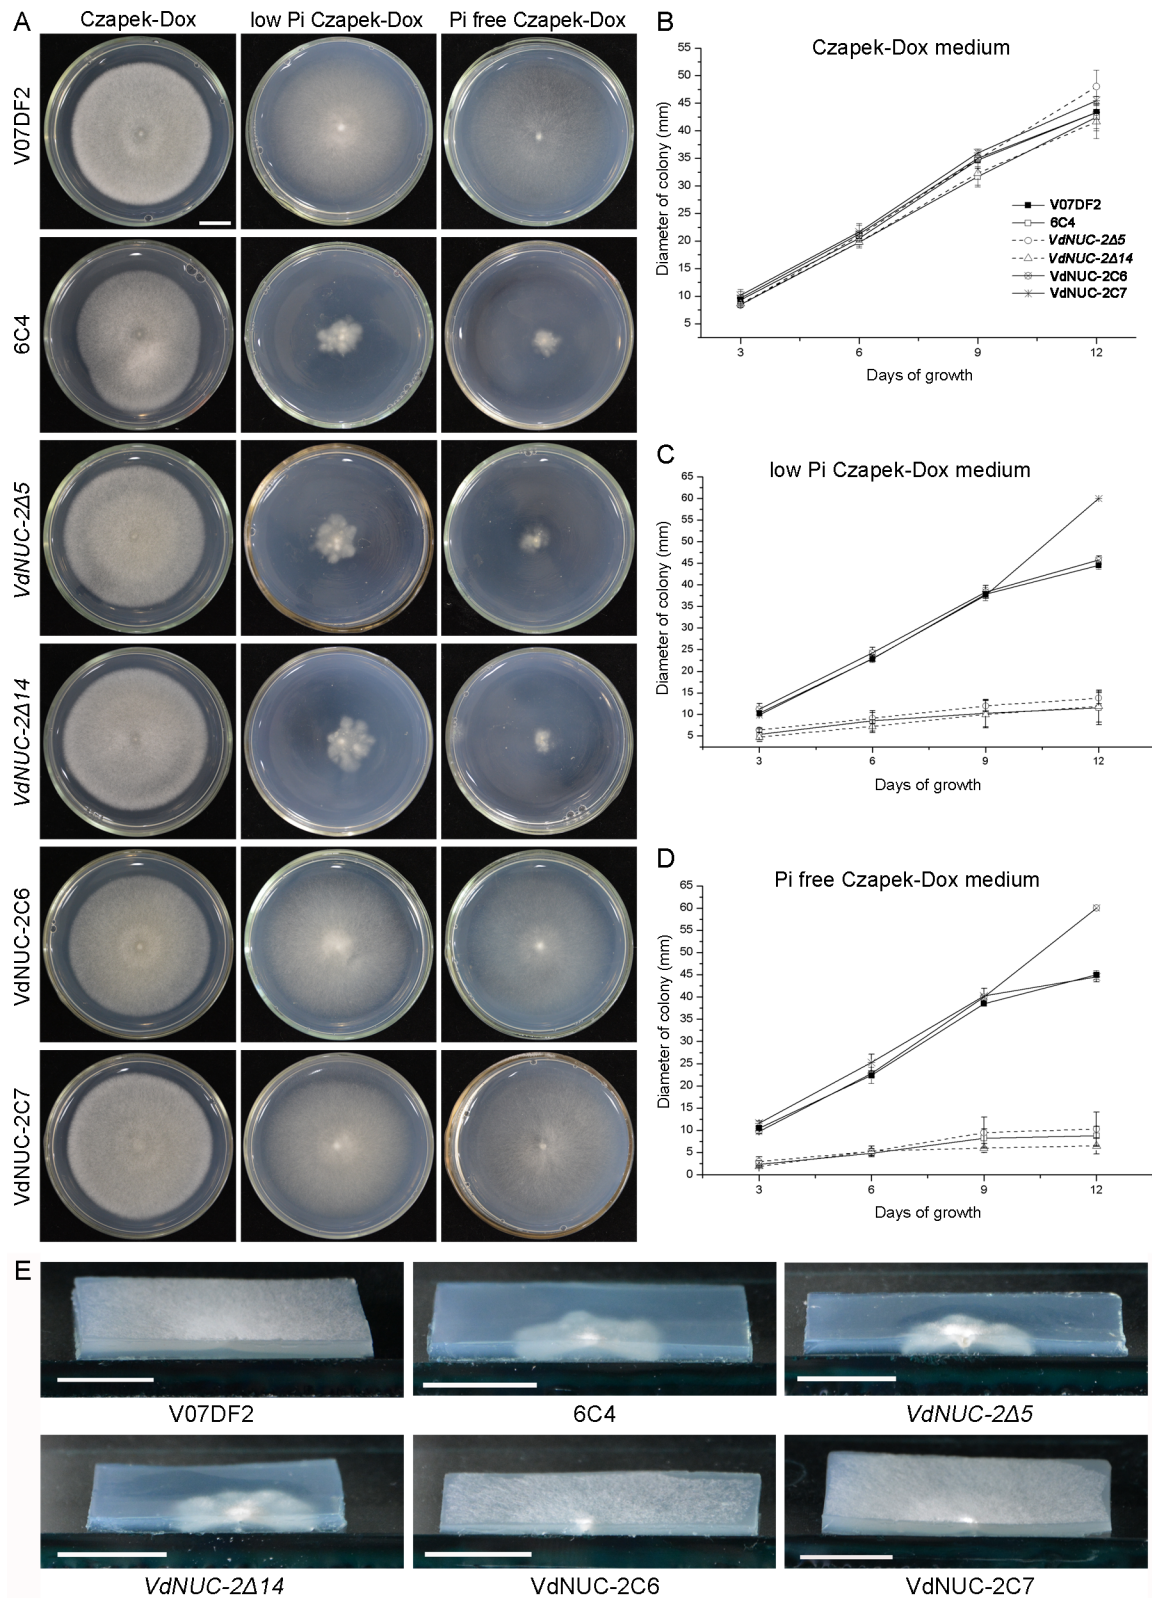 A
Czapek-Dox
low Pi Czapek-Dox
Pi free Czapek-Dox
V07DF2
6C4
VdNUC-2Δ5
VdNUC-2Δ14
VdNUC-2C6
VdNUC-2C7
B
Czapek-Dox medium
Diameter of colony (mm)
55
50
45
40
35
30
25
20
15
10
5
V07DF2
6C4
VdNUC-2Δ5
VdNUC-2Δ14
VdNUC-2C6
VdNUC-2C7
3 6 9 12
Days of growth
C
low Pi Czapek-Dox medium
Diameter of colony (mm)
65
60
55
50
45
40
35
30
25
20
15
10
5
3 6 9 12
Days of growth
D
Pi free Czapek-Dox medium
Diameter of colony (mm)
65
60
55
50
45
40
35
30
25
20
15
10
5
0
3 6 9 12
Days of growth
E
V07DF2
6C4
VdNUC-2Δ5
VdNUC-2Δ14
VdNUC-2C6
VdNUC-2C7